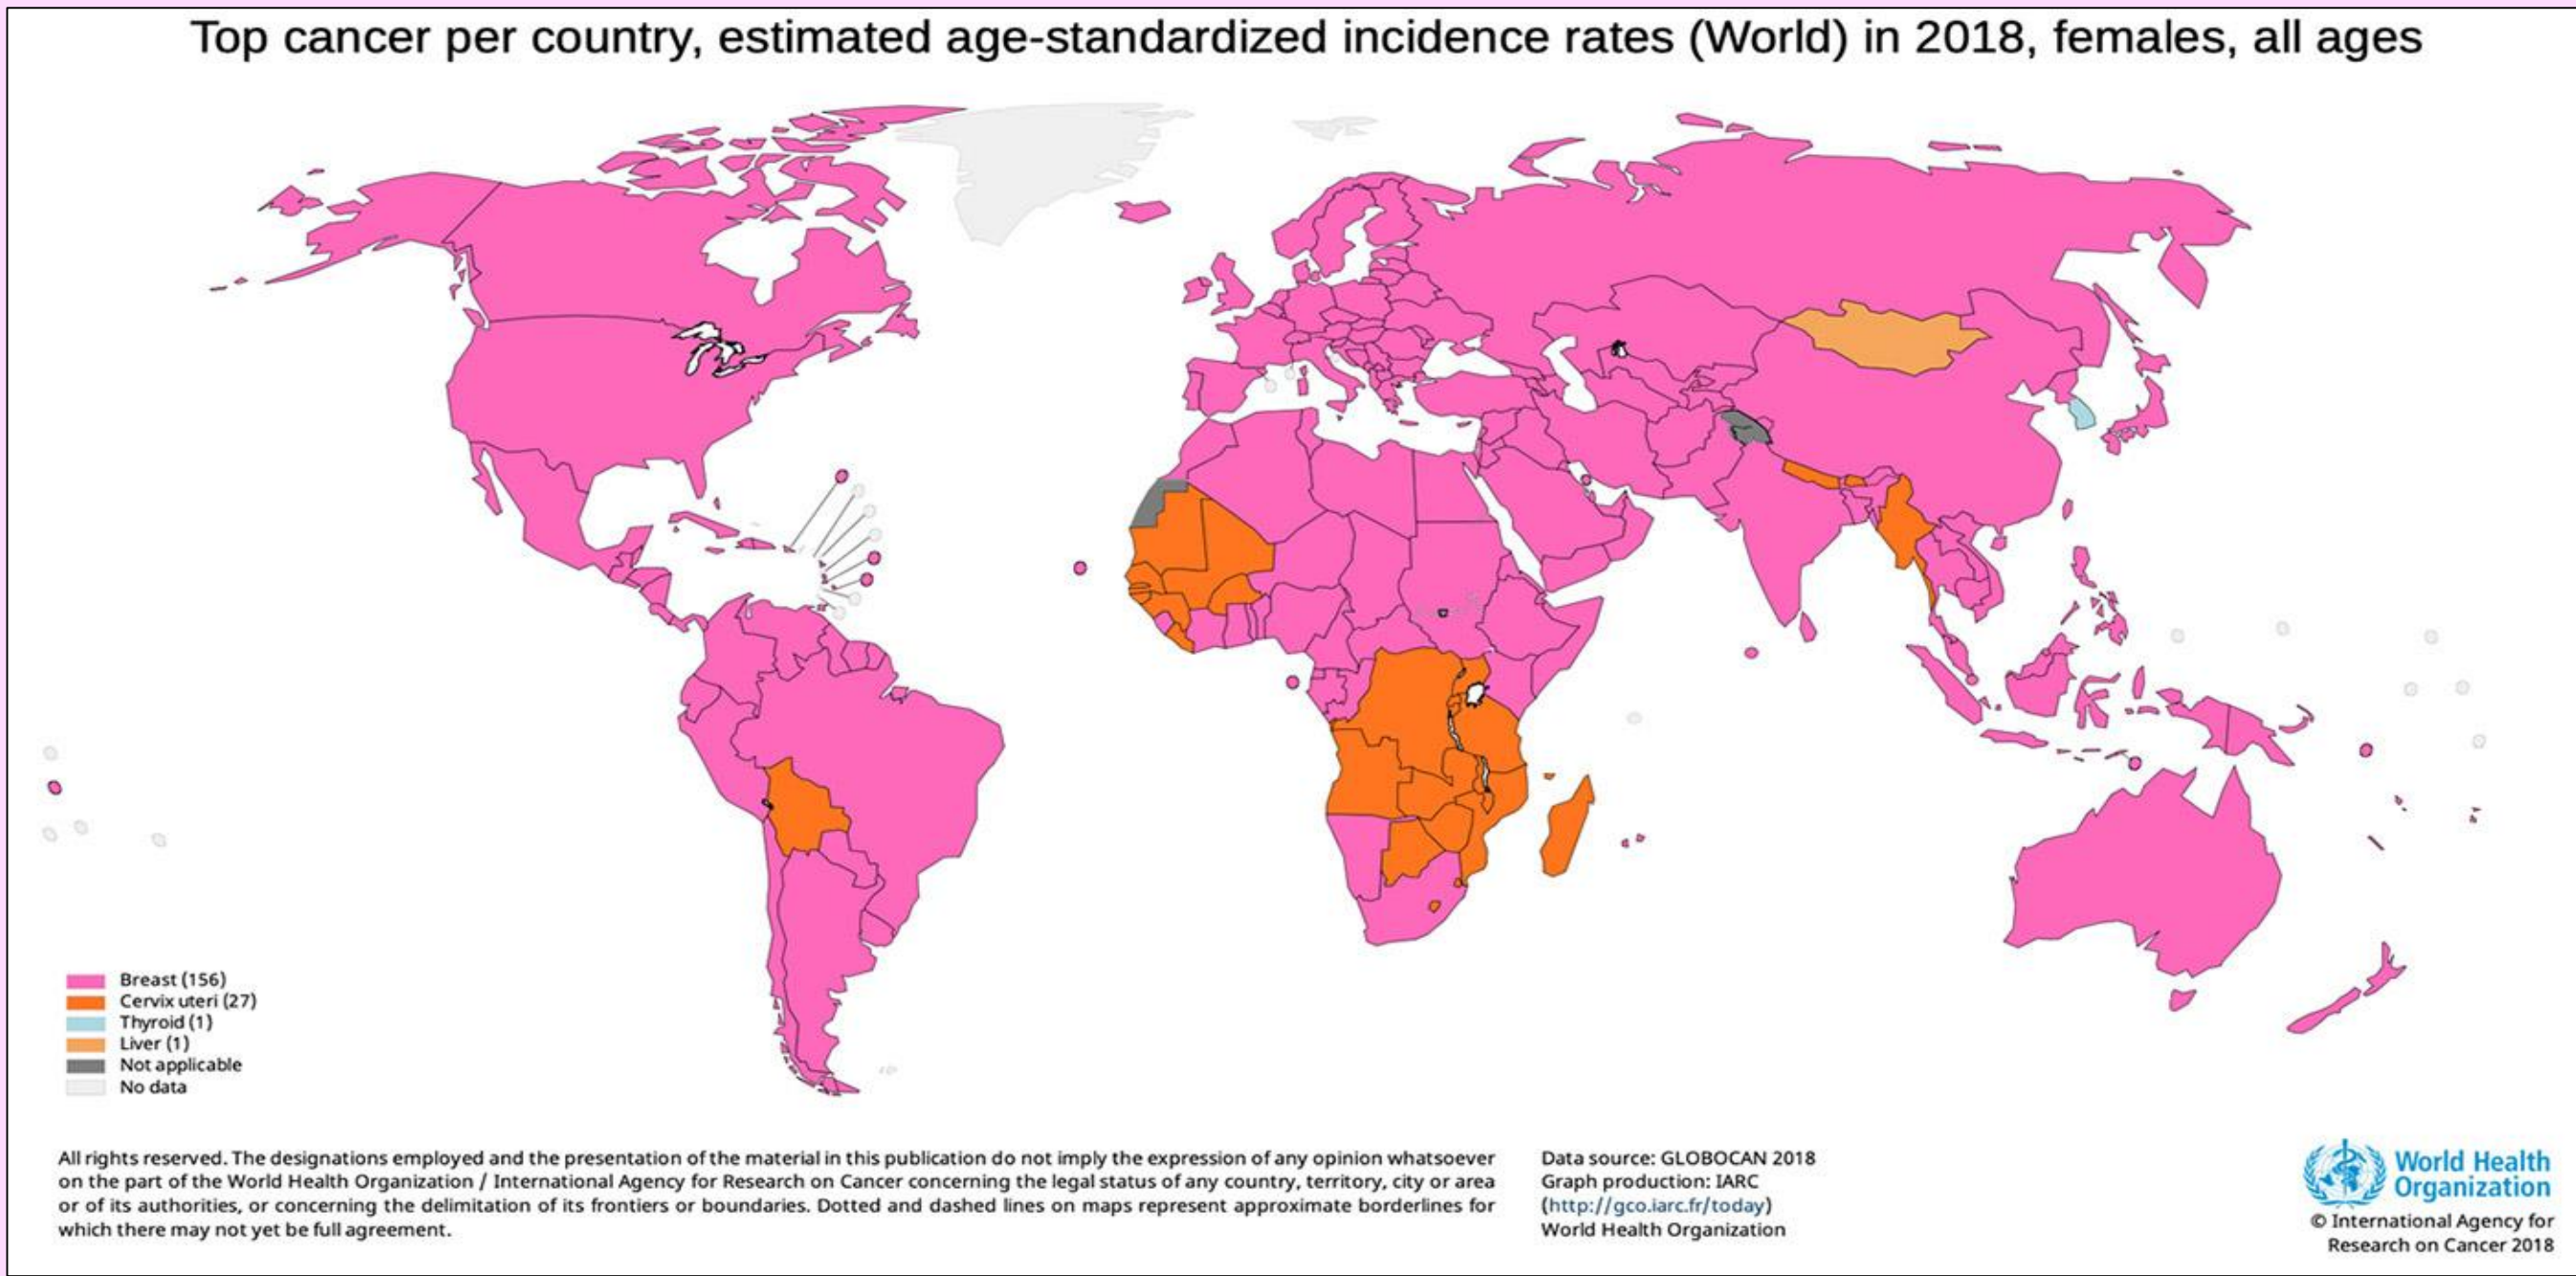 Top cancer per country, estimated age-standardized incidence rates (World) in 2018, females, all ages
Breast (156)
Cervix uteri (27)
Thyroid (1)
Liver (1)
Not applicable
No data
All rights reserved. The designations employed and the presentation of the material in this publication do not imply the expression of any opinion whatsoever
on the part of the World Health Organization / International Agency for Research on Cancer concerning the legal status of any country, territory, city or area
or of its authorities, or concerning the delimitation of its frontiers or boundaries. Dotted and dashed lines on maps represent approximate borderlines for
which there may not yet be full agreement.
Data source: GLOBOCAN 2018
Graph production: IARC
(http://gco.iarc.fr/today)
World Health Organization
World Health
Organization
© International Agency for
Research on Cancer 2018